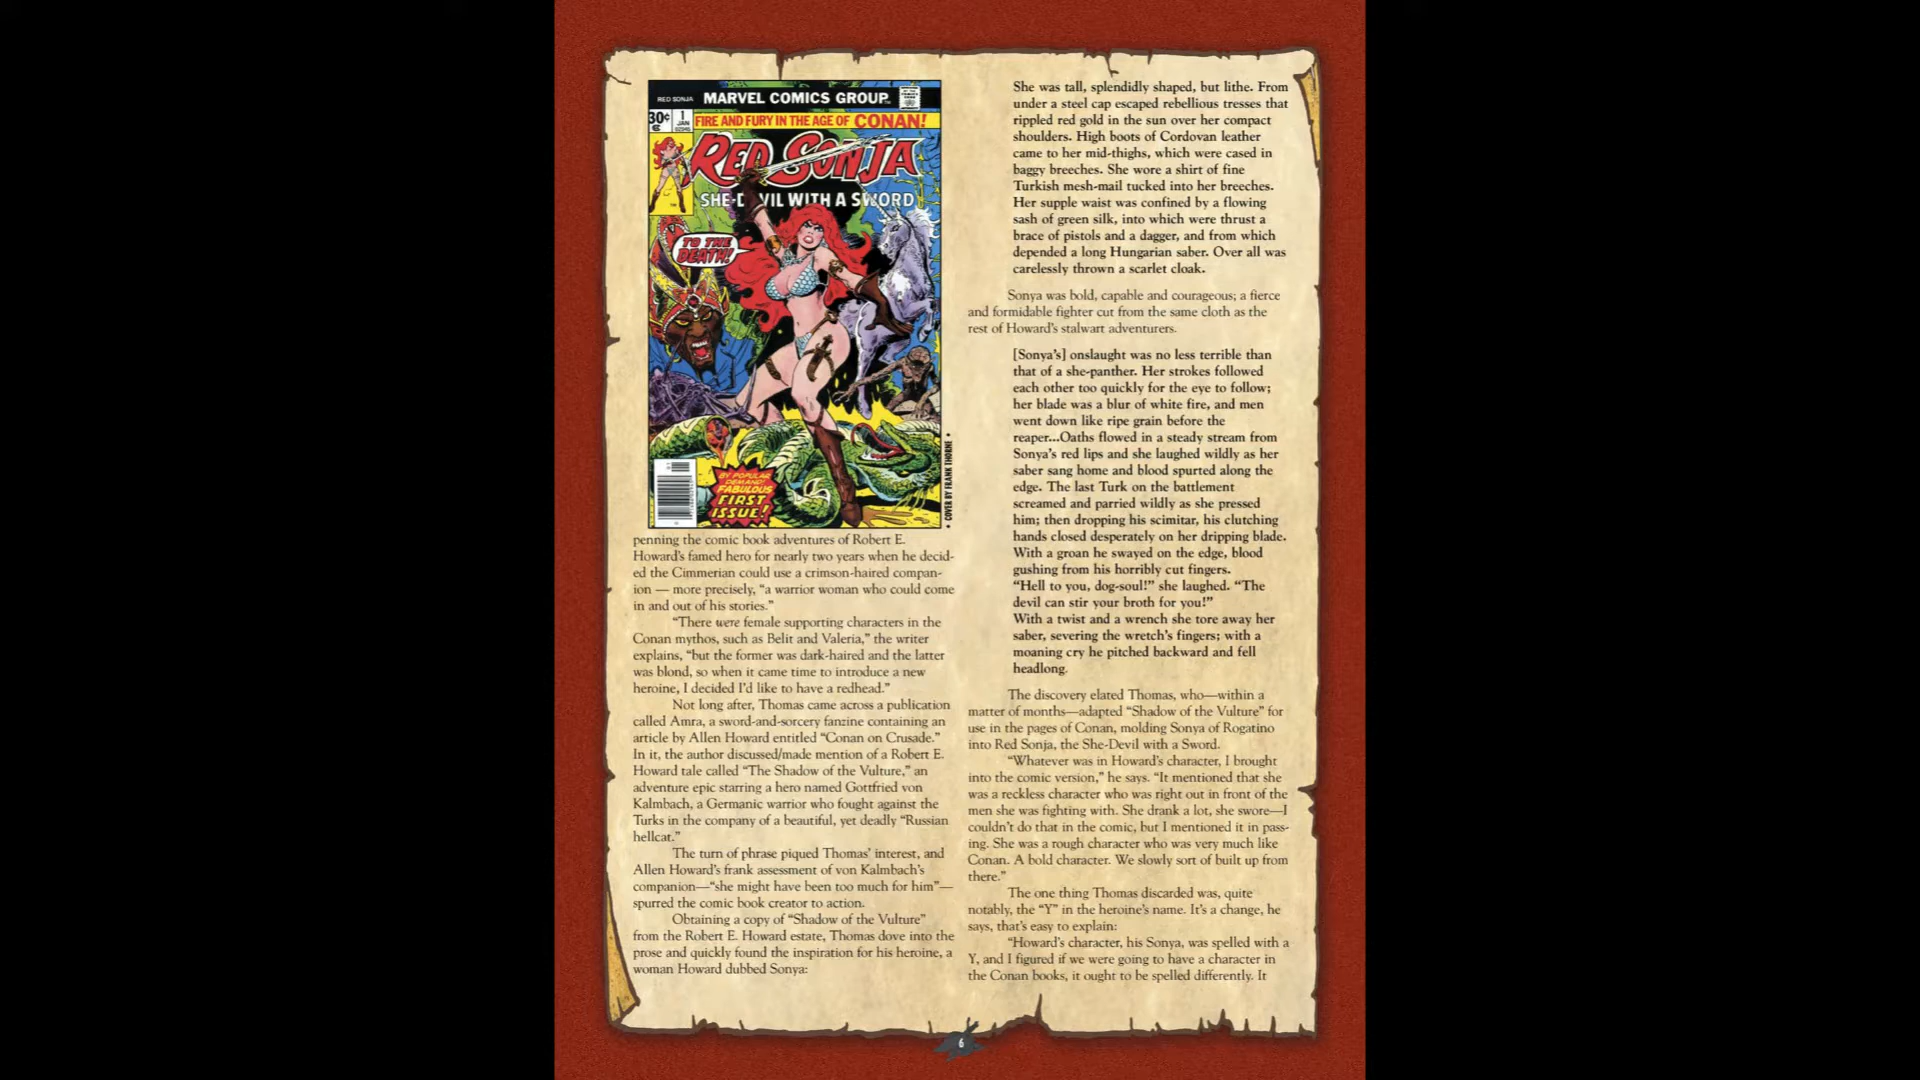 RED SONJA
MARVEL COMICS GROUP
30¢
1
JAN
FIRE AND FURY IN THE AGE OF CONAN!
RED SONJA
SHE-DEVIL WITH A SWORD
TO THE
DEATH!
BY POPULAR
DEMAND!
FABULOUS
FIRST
ISSUE!
• COVER BY FRANK THORNE •
penning the comic book adventures of Robert E.
Howard's famed hero for nearly two years when he decid-
ed the Cimmerian could use a crimson-haired compan-
ion — more precisely, “a warrior woman who could come
in and out of his stories.”
“There were female supporting characters in the
Conan mythos, such as Belit and Valeria,” the writer
explains, “but the former was dark-haired and the latter
was blond, so when it came time to introduce a new
heroine, I decided I'd like to have a redhead.”
Not long after, Thomas came across a publication
called Amra, a sword-and-sorcery fanzine containing an
article by Allen Howard entitled “Conan on Crusade.”
In it, the author discussed/made mention of a Robert E.
Howard tale called “The Shadow of the Vulture,” an
adventure epic starring a hero named Gottfried von
Kalmbach, a Germanic warrior who fought against the
Turks in the company of a beautiful, yet deadly “Russian
hellcat.”
The turn of phrase piqued Thomas' interest, and
Allen Howard's frank assessment of von Kalmbach's
companion—“she might have been too much for him”—
spurred the comic book creator to action.
Obtaining a copy of “Shadow of the Vulture”
from the Robert E. Howard estate, Thomas dove into the
prose and quickly found the inspiration for his heroine, a
woman Howard dubbed Sonya:
She was tall, splendidly shaped, but lithe. From
under a steel cap escaped rebellious tresses that
rippled red gold in the sun over her compact
shoulders. High boots of Cordovan leather
came to her mid-thighs, which were cased in
baggy breeches. She wore a shirt of fine
Turkish mesh-mail tucked into her breeches.
Her supple waist was confined by a flowing
sash of green silk, into which were thrust a
brace of pistols and a dagger, and from which
depended a long Hungarian saber. Over all was
carelessly thrown a scarlet cloak.
Sonya was bold, capable and courageous; a fierce
and formidable fighter cut from the same cloth as the
rest of Howard's stalwart adventurers.
[Sonya's] onslaught was no less terrible than
that of a she-panther. Her strokes followed
each other too quickly for the eye to follow;
her blade was a blur of white fire, and men
went down like ripe grain before the
reaper...Oaths flowed in a steady stream from
Sonya's red lips and she laughed wildly as her
saber sang home and blood spurted along the
edge. The last Turk on the battlement
screamed and parried wildly as she pressed
him; then dropping his scimitar, his clutching
hands closed desperately on her dripping blade.
With a groan he swayed on the edge, blood
gushing from his horribly cut fingers.
“Hell to you, dog-soul!” she laughed. “The
devil can stir your broth for you!”
With a twist and a wrench she tore away her
saber, severing the wretch's fingers; with a
moaning cry he pitched backward and fell
headlong.
The discovery elated Thomas, who—within a
matter of months—adapted “Shadow of the Vulture” for
use in the pages of Conan, molding Sonya of Rogatino
into Red Sonja, the She-Devil with a Sword.
“Whatever was in Howard's character, I brought
into the comic version,” he says. “It mentioned that she
was a reckless character who was right out in front of the
men she was fighting with. She drank a lot, she swore—I
couldn't do that in the comic, but I mentioned it in pass-
ing. She was a rough character who was very much like
Conan. A bold character. We slowly sort of built up from
there.”
The one thing Thomas discarded was, quite
notably, the “Y” in the heroine's name. It's a change, he
says, that's easy to explain:
“Howard's character, his Sonya, was spelled with a
Y, and I figured if we were going to have a character in
the Conan books, it ought to be spelled differently. It
6